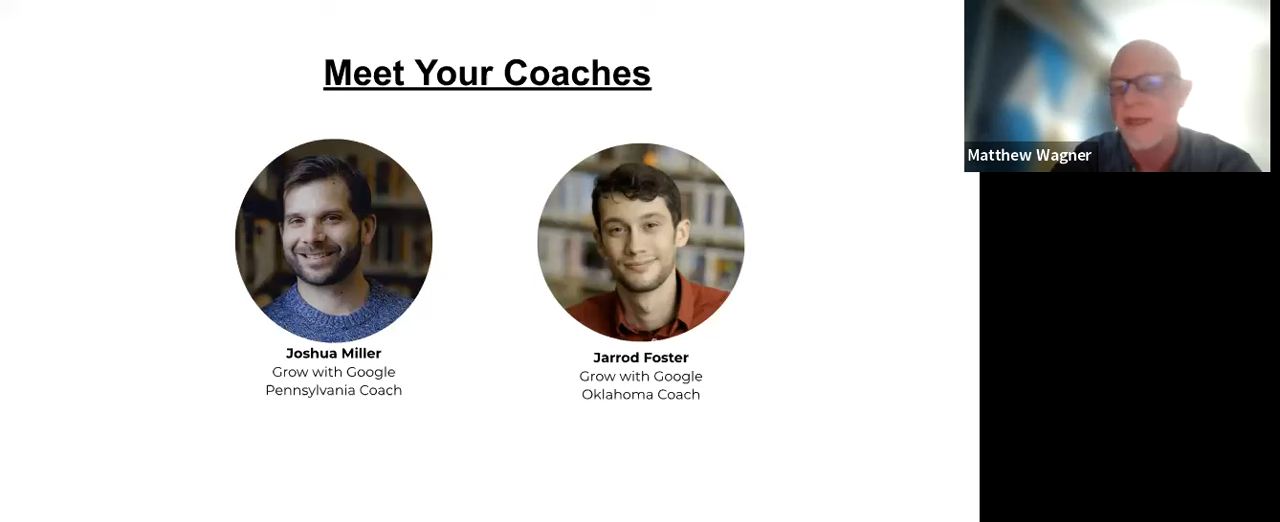 Meet Your Coaches
Matthew Wagner
Joshua Miller
Grow with Google
Pennsylvania Coach
Jarrod Foster
Grow with Google
Oklahoma Coach